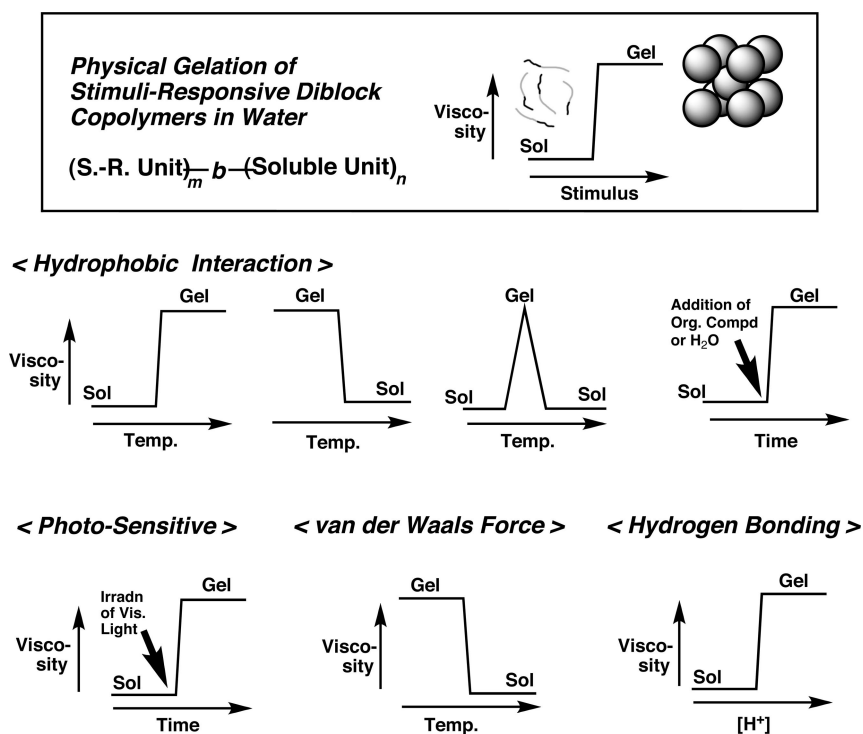 Physical Gelation of
Stimuli-Responsive Diblock
Copolymers in Water
(S.-R. Unit)m b (Soluble Unit)n
Visco-
sity
Sol
Gel
Stimulus
< Hydrophobic Interaction >
Visco-
sity
Sol
Gel
Temp.
Gel
Sol
Temp.
Gel
Sol
Sol
Temp.
Addition of
Org. Compd
or H2O
Gel
Sol
Time
< Photo-Sensitive >
Irradn
of Vis.
Light
Gel
Visco-
sity
Sol
Time
< van der Waals Force >
Gel
Visco-
sity
Sol
Temp.
< Hydrogen Bonding >
Gel
Visco-
sity
Sol
[H+]